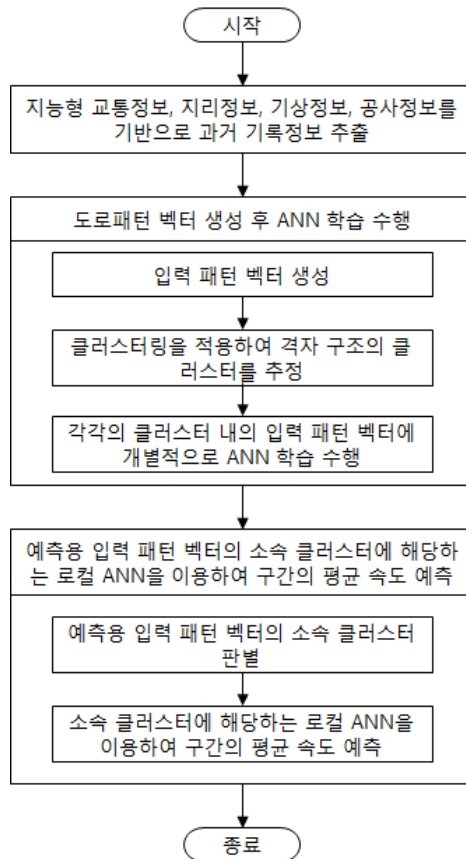 시작
지능형 교통정보, 지리정보, 기상정보, 공사정보를
기반으로 과거 기록정보 추출
도로패턴 벡터 생성 후 ANN 학습 수행
입력 패턴 벡터 생성
클러스터링을 적용하여 격자 구조의 클
러스터를 추정
각각의 클러스터 내의 입력 패턴 벡터에
개별적으로 ANN 학습 수행
예측용 입력 패턴 벡터의 소속 클러스터에 해당하
는 로컬 ANN을 이용하여 구간의 평균 속도 예측
예측용 입력 패턴 벡터의 소속 클러스터
판별
소속 클러스터에 해당하는 로컬 ANN을
이용하여 구간의 평균 속도 예측
종료